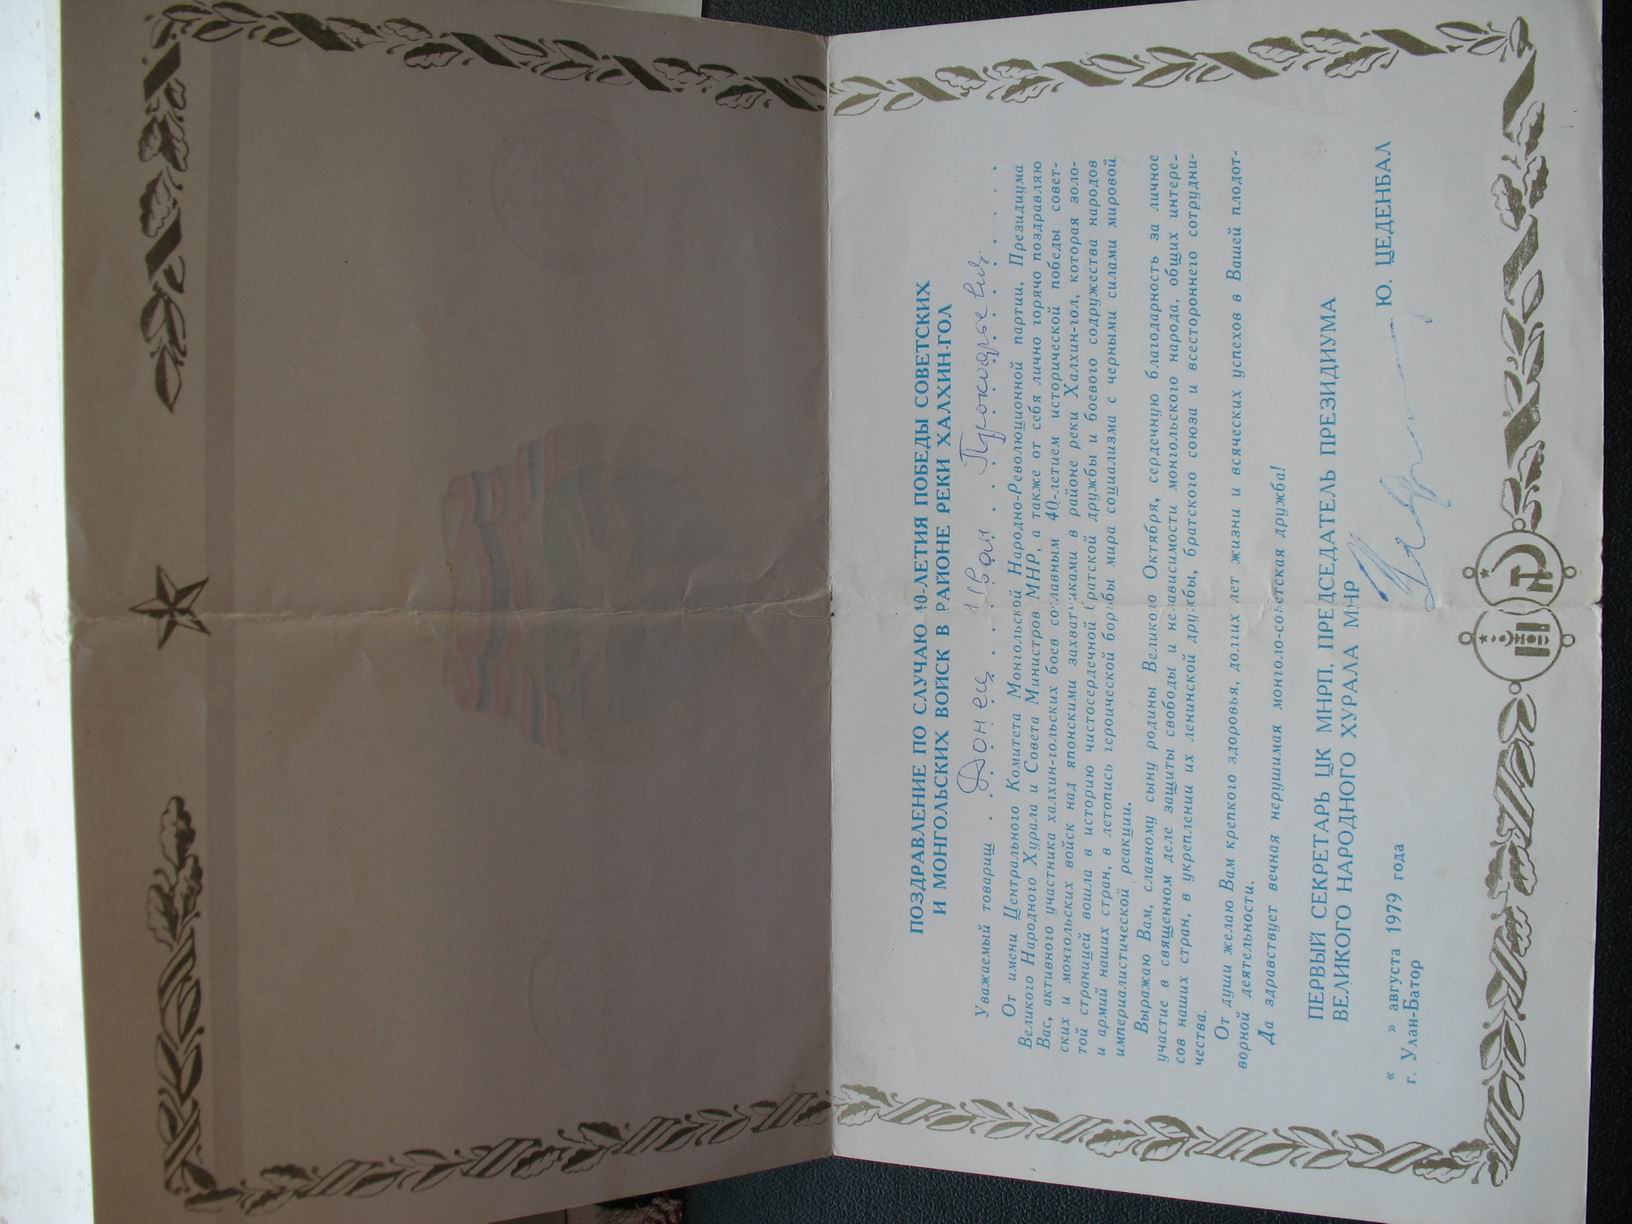 ПОЗДРАВЛЕНИЕ ПО СЛУЧАЮ 40-ЛЕТИЯ ПОБЕДЫ СОВЕТСКИХ
И МОНГОЛЬСКИХ ВОЙСК В РАЙОНЕ РЕКИ ХАЛХИН-ГОЛ
Уважаемый товарищ . Донец . . Иван . . Прокофьевич . . . . .
От имени Центрального Комитета Монгольской Народно-Революционной партии, Президиума
Великого Народного Хурала и Совета Министров МНР, а также от себя лично горячо поздравляю
Вас, активного участника халхин-гольских боев со славным 40-летием исторической победы совет-
ских и монгольских войск над японскими захватчиками в районе реки Халхин-гол, которая золо-
той страницей вошла в историю чистосердечной братской дружбы и боевого содружества народов
и армий наших стран, в летопись героической борьбы мира социализма с черными силами мировой
империалистической реакции.
Выражаю Вам, славному сыну родины Великого Октября, сердечную благодарность за личное
участие в священном деле защиты свободы и независимости монгольского народа, общих интере-
сов наших стран, в укреплении их ленинской дружбы, братского союза и всестороннего сотрудни-
чества.
От души желаю Вам крепкого здоровья, долгих лет жизни и всяческих успехов в Вашей плодот-
ворной деятельности.
Да здравствует вечная нерушимая монголо-советская дружба!
ПЕРВЫЙ СЕКРЕТАРЬ ЦК МНРП, ПРЕДСЕДАТЕЛЬ ПРЕЗИДИУМА
ВЕЛИКОГО НАРОДНОГО ХУРАЛА МНР
Ю. ЦЕДЕНБАЛ
« » августа 1979 года
г. Улан-Батор